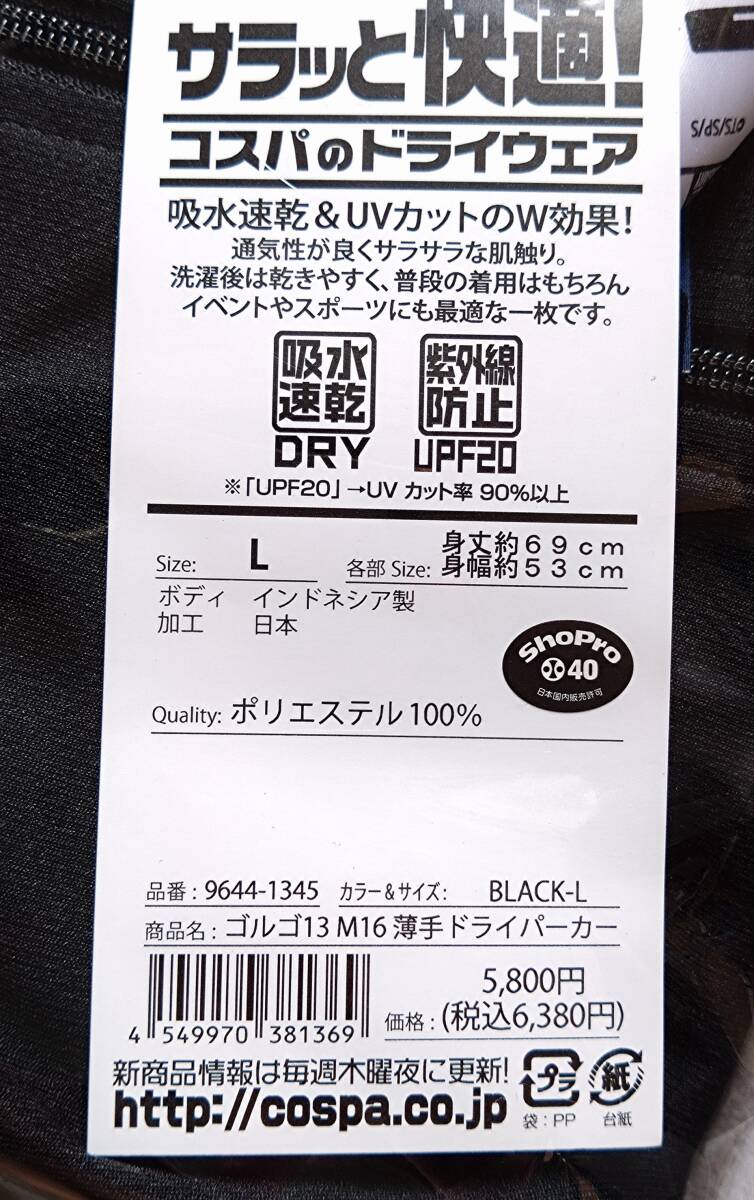 サラッと快適!
コスパのドライウェア
OTS/SP/S
吸水速乾&UVカットのW効果!
通気性が良くサラサラな肌触り。
洗濯後は乾きやすく、普段の着用はもちろん
イベントやスポーツにも最適な一枚です。
吸水速乾
DRY
紫外線防止
UPF20
※「UPF20」→UV カット率 90%以上
Size: L 各部 Size: 身丈約69cm
身幅約53cm
ボディ インドネシア製
加工 日本
ShoPro
40
日本国内販売許可
Quality: ポリエステル100%
品番: 9644-1345 カラー&サイズ: BLACK-L
商品名: ゴルゴ13 M16 薄手ドライパーカー
5,800円
価格: (税込6,380円)
4 549970 381369
新商品情報は毎週木曜夜に更新!
http://cospa.co.jp
プラ
袋:PP
紙
台紙